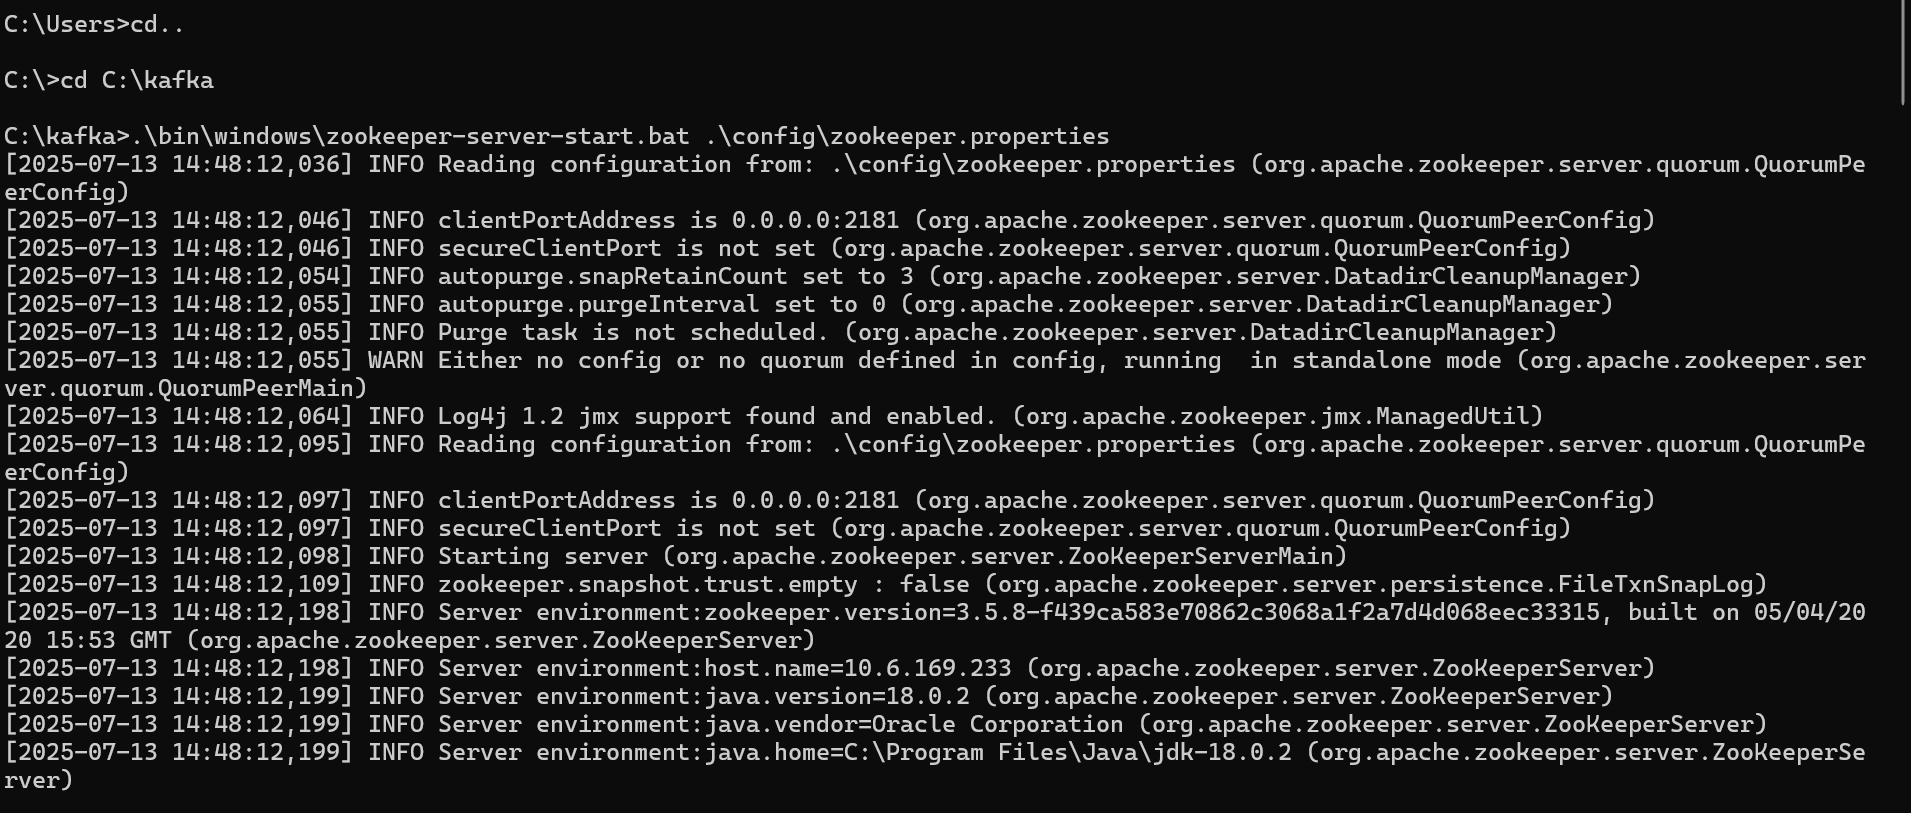 C:\Users>cd..
C:\>cd C:\kafka
C:\kafka>.\bin\windows\zookeeper-server-start.bat .\config\zookeeper.properties
[2025-07-13 14:48:12,036] INFO Reading configuration from: .\config\zookeeper.properties (org.apache.zookeeper.server.quorum.QuorumPe
erConfig)
[2025-07-13 14:48:12,046] INFO clientPortAddress is 0.0.0.0:2181 (org.apache.zookeeper.server.quorum.QuorumPeerConfig)
[2025-07-13 14:48:12,046] INFO secureClientPort is not set (org.apache.zookeeper.server.quorum.QuorumPeerConfig)
[2025-07-13 14:48:12,054] INFO autopurge.snapRetainCount set to 3 (org.apache.zookeeper.server.DatadirCleanupManager)
[2025-07-13 14:48:12,055] INFO autopurge.purgeInterval set to 0 (org.apache.zookeeper.server.DatadirCleanupManager)
[2025-07-13 14:48:12,055] INFO Purge task is not scheduled. (org.apache.zookeeper.server.DatadirCleanupManager)
[2025-07-13 14:48:12,055] WARN Either no config or no quorum defined in config, running  in standalone mode (org.apache.zookeeper.ser
ver.quorum.QuorumPeerMain)
[2025-07-13 14:48:12,064] INFO Log4j 1.2 jmx support found and enabled. (org.apache.zookeeper.jmx.ManagedUtil)
[2025-07-13 14:48:12,095] INFO Reading configuration from: .\config\zookeeper.properties (org.apache.zookeeper.server.quorum.QuorumPe
erConfig)
[2025-07-13 14:48:12,097] INFO clientPortAddress is 0.0.0.0:2181 (org.apache.zookeeper.server.quorum.QuorumPeerConfig)
[2025-07-13 14:48:12,097] INFO secureClientPort is not set (org.apache.zookeeper.server.quorum.QuorumPeerConfig)
[2025-07-13 14:48:12,098] INFO Starting server (org.apache.zookeeper.server.ZooKeeperServerMain)
[2025-07-13 14:48:12,109] INFO zookeeper.snapshot.trust.empty : false (org.apache.zookeeper.server.persistence.FileTxnSnapLog)
[2025-07-13 14:48:12,198] INFO Server environment:zookeeper.version=3.5.8-f439ca583e70862c3068a1f2a7d4d068eec33315, built on 05/04/20
20 15:53 GMT (org.apache.zookeeper.server.ZooKeeperServer)
[2025-07-13 14:48:12,198] INFO Server environment:host.name=10.6.169.233 (org.apache.zookeeper.server.ZooKeeperServer)
[2025-07-13 14:48:12,199] INFO Server environment:java.version=18.0.2 (org.apache.zookeeper.server.ZooKeeperServer)
[2025-07-13 14:48:12,199] INFO Server environment:java.vendor=Oracle Corporation (org.apache.zookeeper.server.ZooKeeperServer)
[2025-07-13 14:48:12,199] INFO Server environment:java.home=C:\Program Files\Java\jdk-18.0.2 (org.apache.zookeeper.server.ZooKeeperSe
rver)